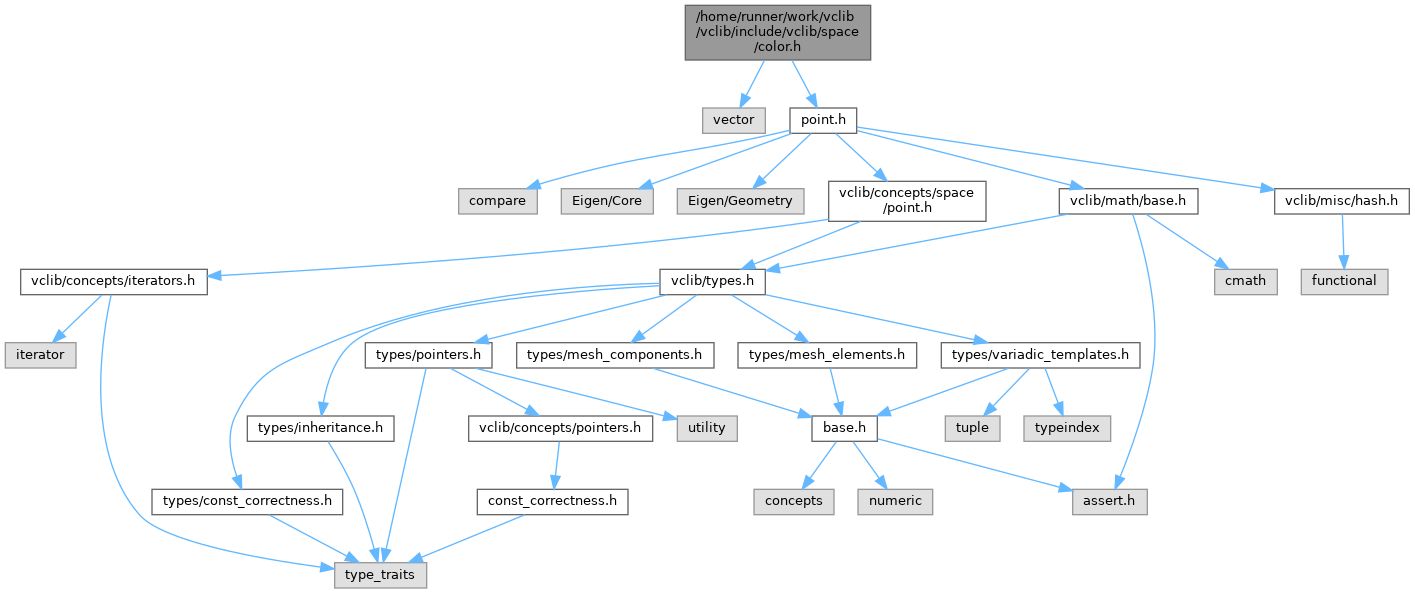 /home/runner/work/vclib
/vclib/include/vclib/space
/color.h
vector
point.h
compare
Eigen/Core
Eigen/Geometry
vclib/concepts/space
/point.h
vclib/math/base.h
vclib/misc/hash.h
vclib/concepts/iterators.h
vclib/types.h
cmath
functional
iterator
types/pointers.h
types/mesh_components.h
types/mesh_elements.h
types/variadic_templates.h
types/inheritance.h
vclib/concepts/pointers.h
utility
base.h
tuple
typeindex
types/const_correctness.h
const_correctness.h
concepts
numeric
assert.h
type_traits